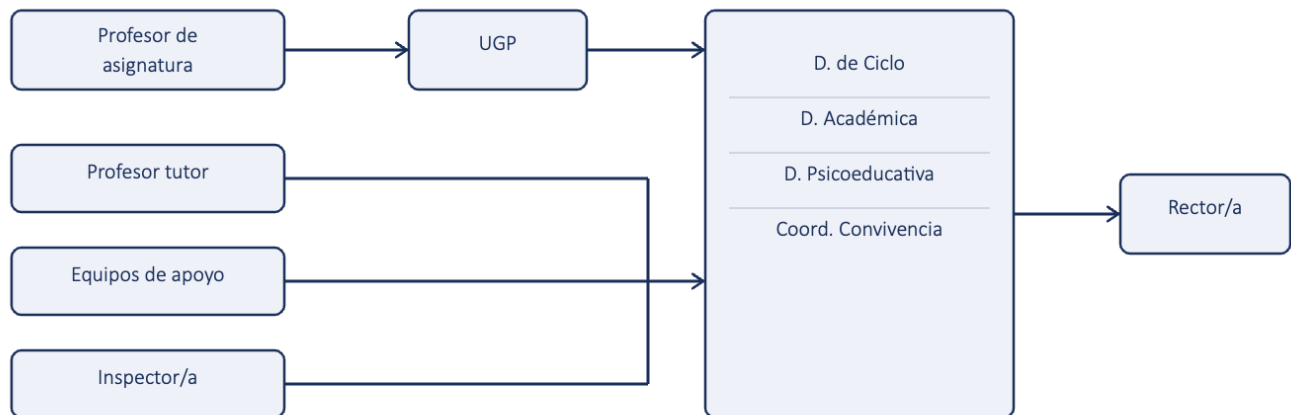 Profesor de
asignatura
UGP
D. de Ciclo
D. Académica
D. Psicoeducativa
Coord. Convivencia
Profesor tutor
Equipos de apoyo
Inspector/a
Rector/a